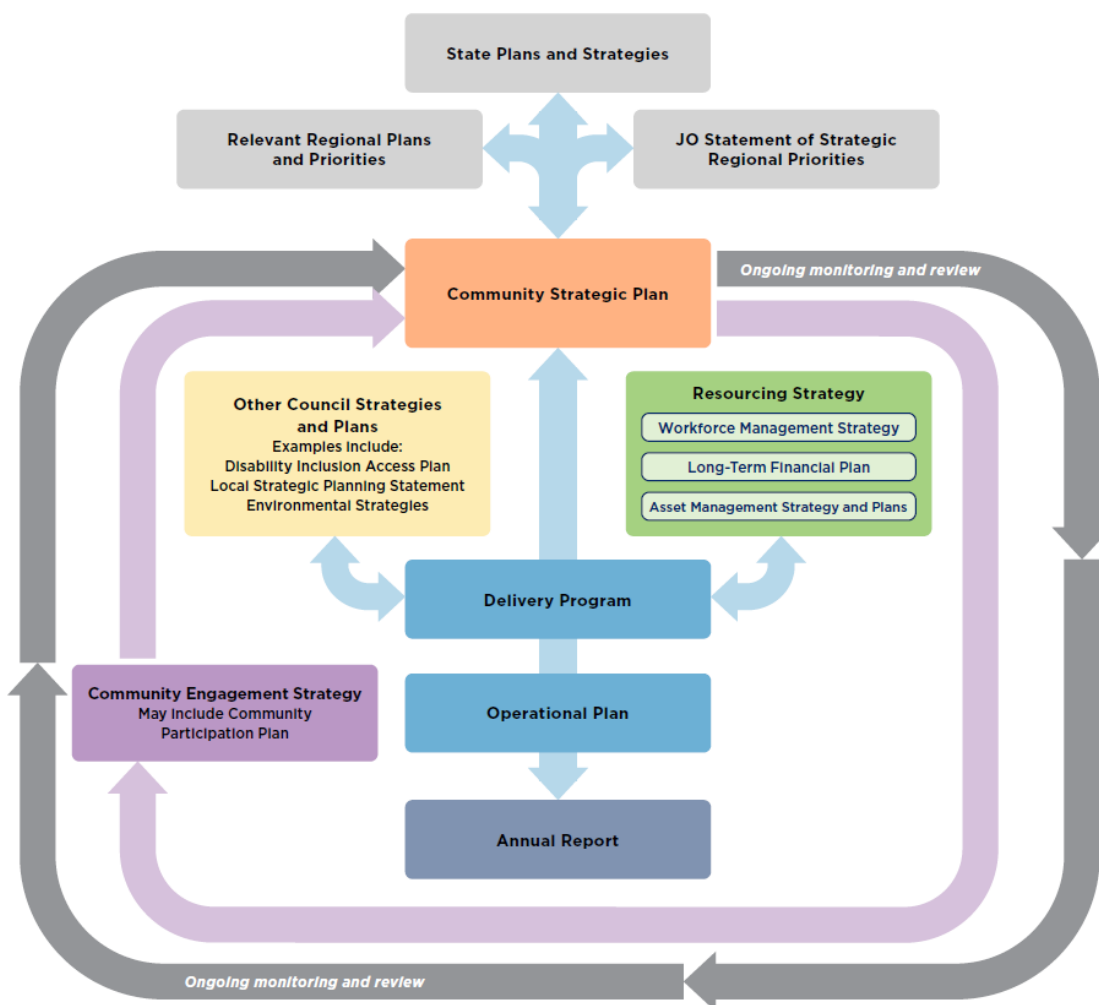 State Plans and Strategies
Relevant Regional Plans
and Priorities
JO Statement of Strategic
Regional Priorities
Community Strategic Plan
Ongoing monitoring and review
Other Council Strategies
and Plans
Examples Include:
Disability Inclusion Access Plan
Local Strategic Planning Statement
Environmental Strategies
Resourcing Strategy
Workforce Management Strategy
Long-Term Financial Plan
Asset Management Strategy and Plans
Delivery Program
Community Engagement Strategy
May Include Community
Participation Plan
Operational Plan
Annual Report
Ongoing monitoring and review